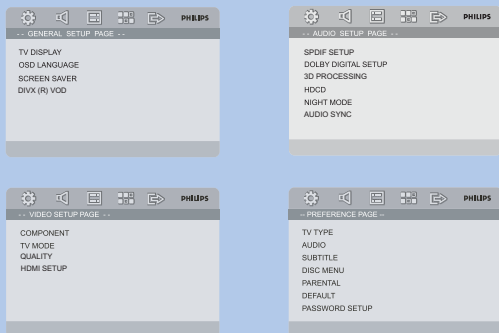 PHILIPS
- - GENERAL SETUP PAGE - -
TV DISPLAY
OSD LANGUAGE
SCREEN SAVER
DIVX (R) VOD
PHILIPS
- - AUDIO SETUP PAGE - -
SPDIF SETUP
DOLBY DIGITAL SETUP
3D PROCESSING
HDCD
NIGHT MODE
AUDIO SYNC
PHILIPS
- - VIDEO SETUP PAGE - -
COMPONENT
TV MODE
QUALITY
HDMI SETUP
PHILIPS
-- PREFERENCE PAGE --
TV TYPE
AUDIO
SUBTITLE
DISC MENU
PARENTAL
DEFAULT
PASSWORD SETUP